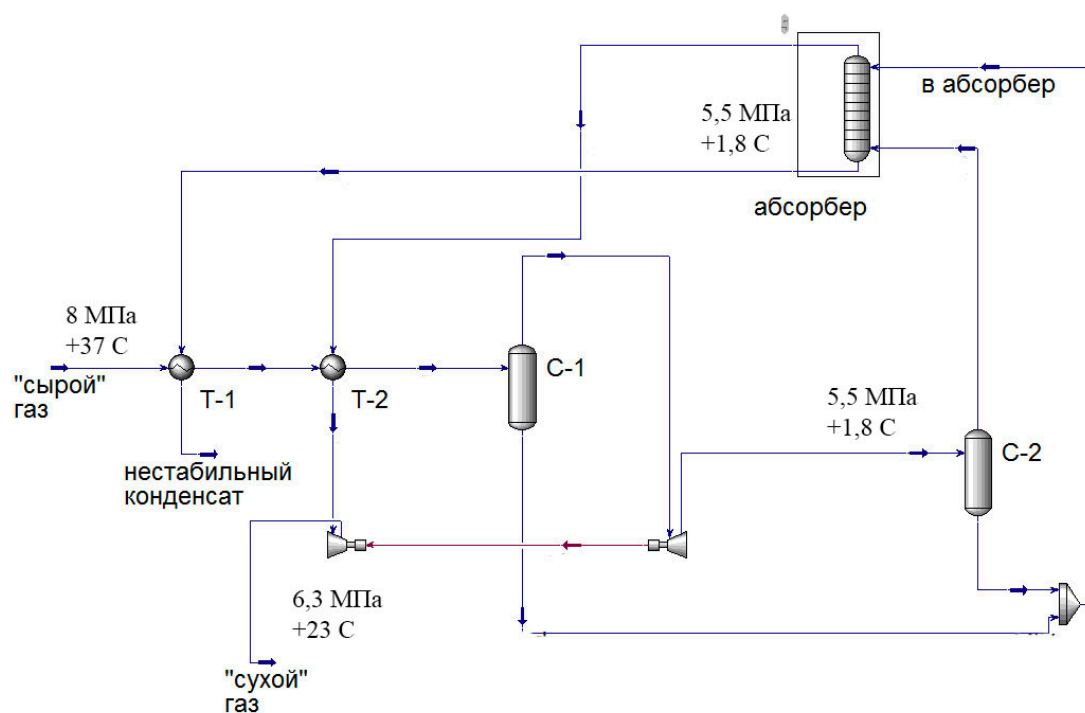 5,5 МПа
+1,8 С
в абсорбер
абсорбер
8 МПа
+37 С
"сырой"
газ
Т-1
Т-2
С-1
нестабильный
конденсат
5,5 МПа
+1,8 С
С-2
6,3 МПа
+23 С
"сухой"
газ